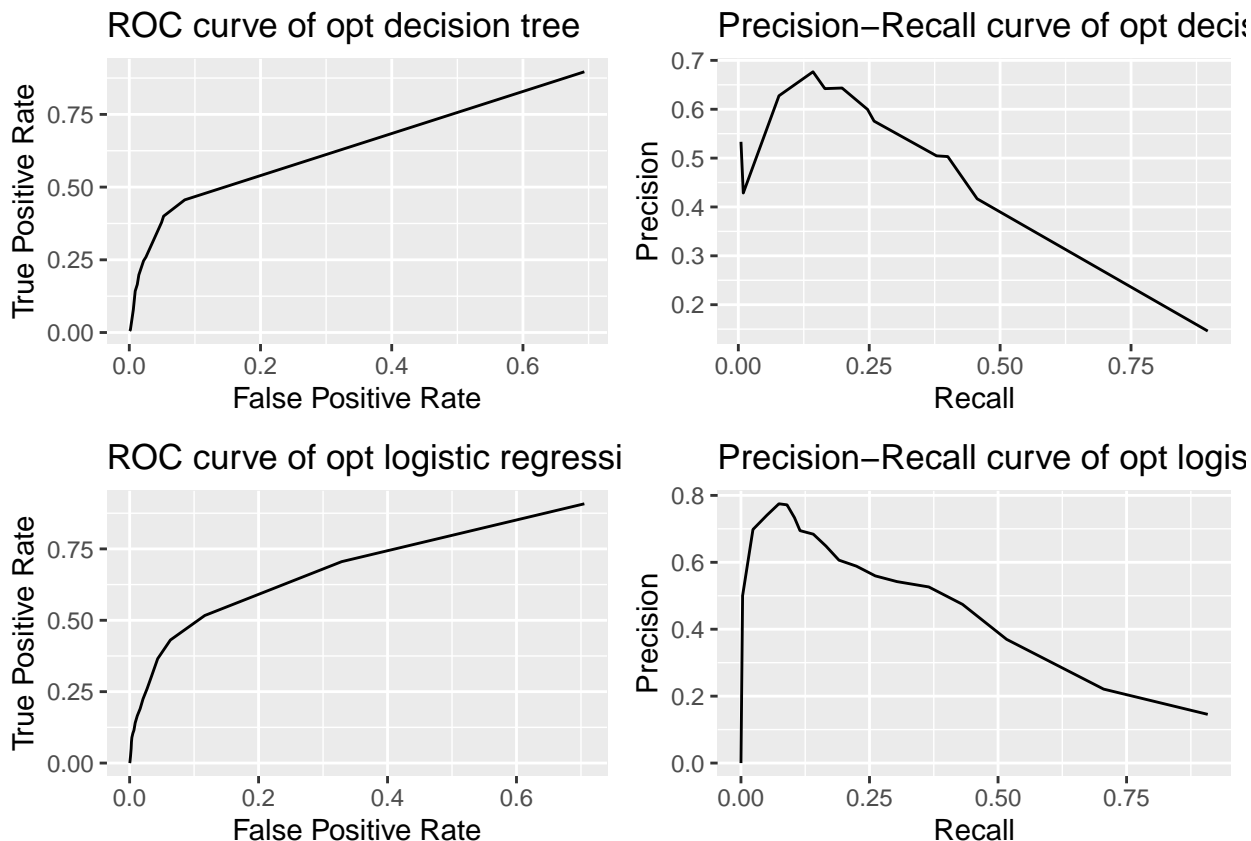 ROC curve of opt decision tree
True Positive Rate
0.75
0.50
0.25
0.00
0.0 0.2 0.4 0.6
False Positive Rate
Precision−Recall curve of opt decis
Precision
0.7
0.6
0.5
0.4
0.3
0.2
0.00 0.25 0.50 0.75
Recall
ROC curve of opt logistic regressi
True Positive Rate
0.75
0.50
0.25
0.00
0.0 0.2 0.4 0.6
False Positive Rate
Precision−Recall curve of opt logis
Precision
0.8
0.6
0.4
0.2
0.0
0.00 0.25 0.50 0.75
Recall